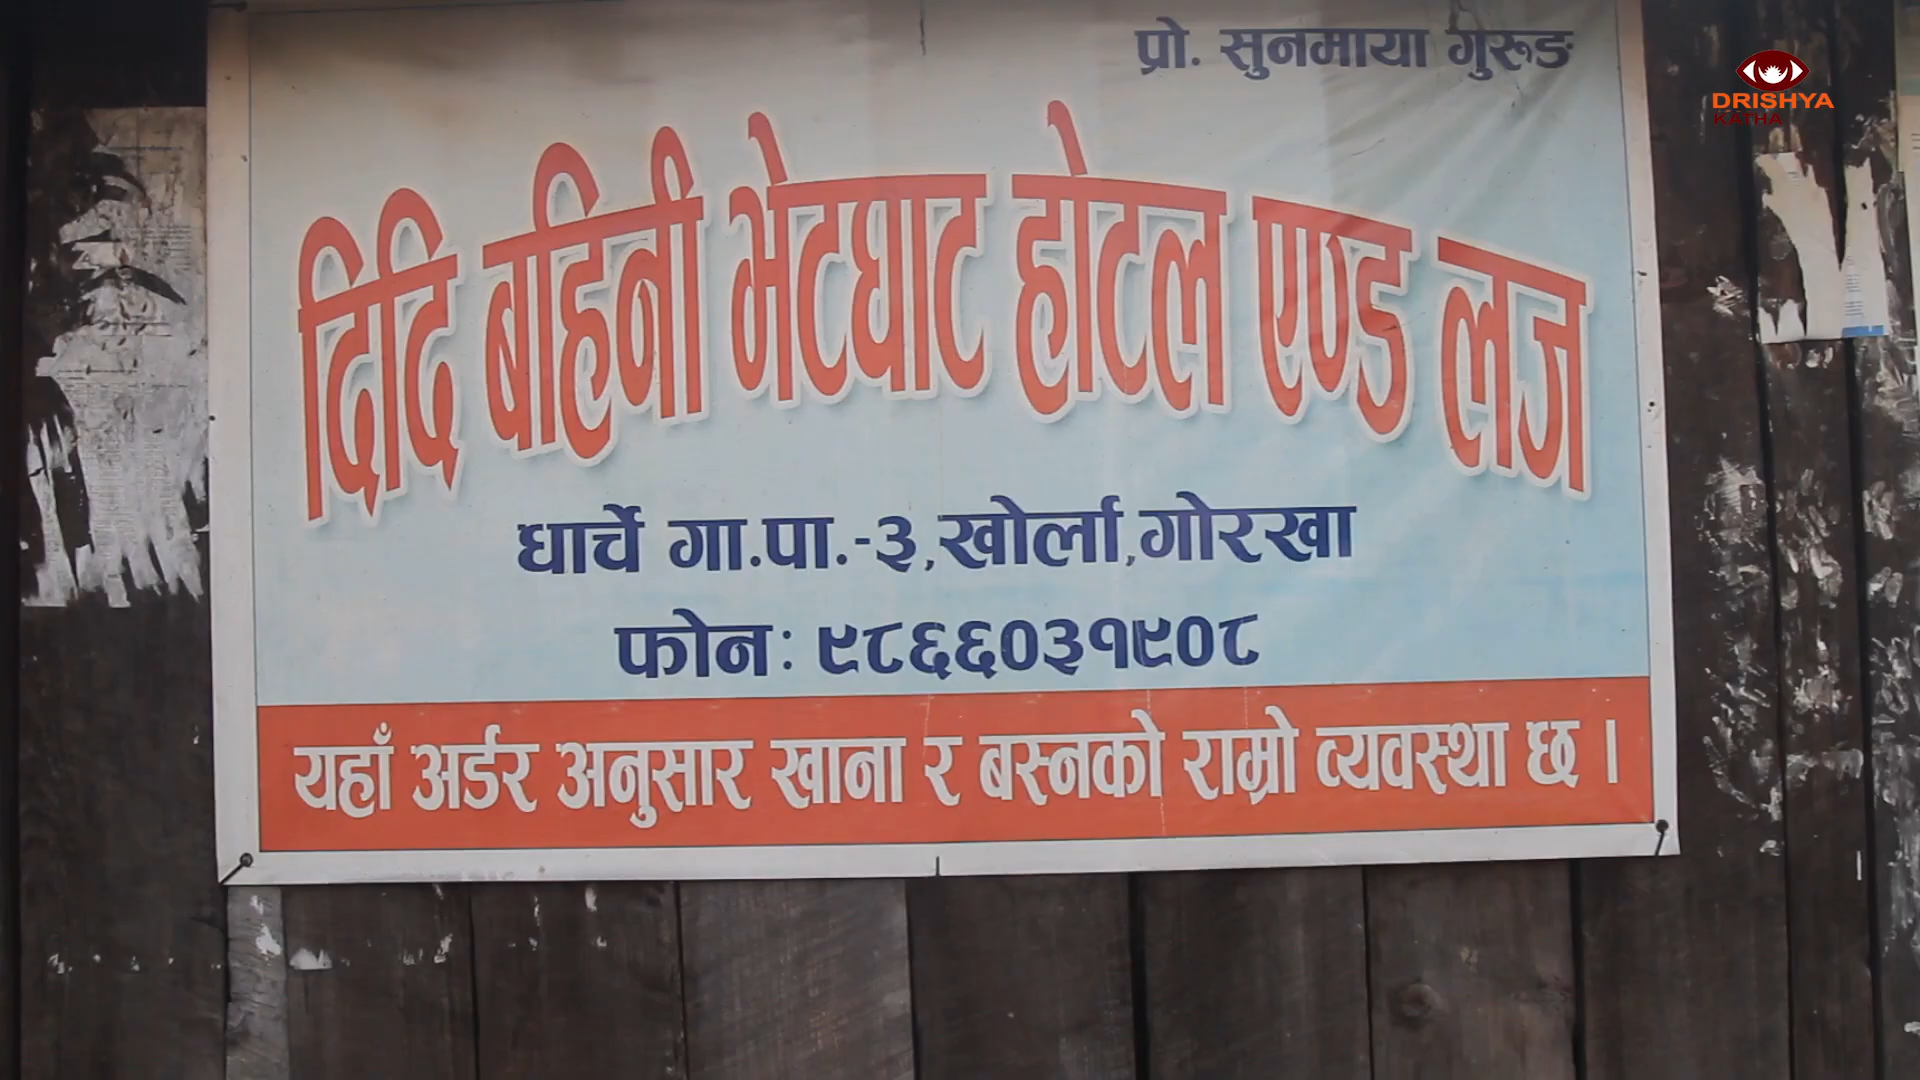 प्रो. सुनमाया गुरुङ
DRISHYA
KATHA
दिदि बहिनी भेटघाट होटल एण्ड लज
धार्चे गा.पा.-३,खोर्ला,गोरखा
फोन: ९८६६०३१९०८
यहाँ अर्डर अनुसार खाना र बस्नको राम्रो व्यवस्था छ ।